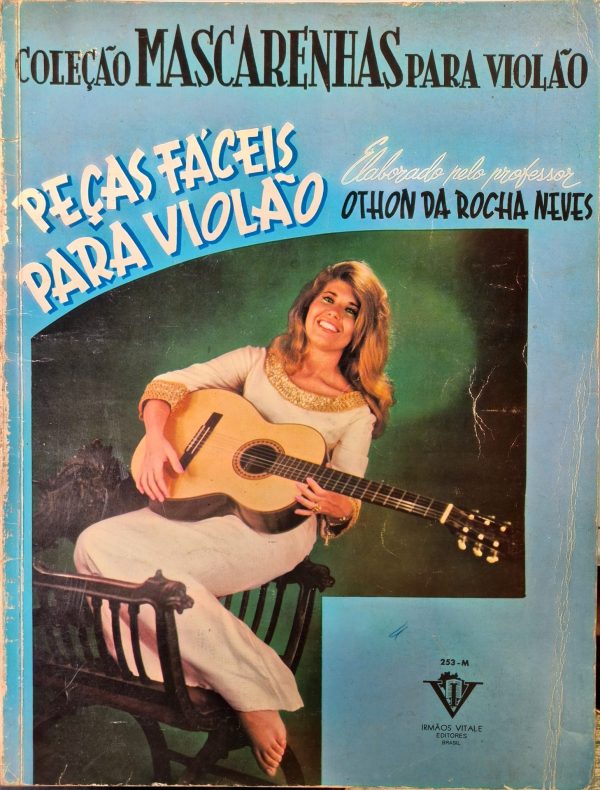 COLEÇÃO MASCARENHAS PARA VIOLÃO
PEÇAS FÁCEIS
PARA VIOLÃO
Elaborado pelo professor
OTHON DA ROCHA NEVES
253-M
IRMÃOS VITALE
EDITORES
BRASIL